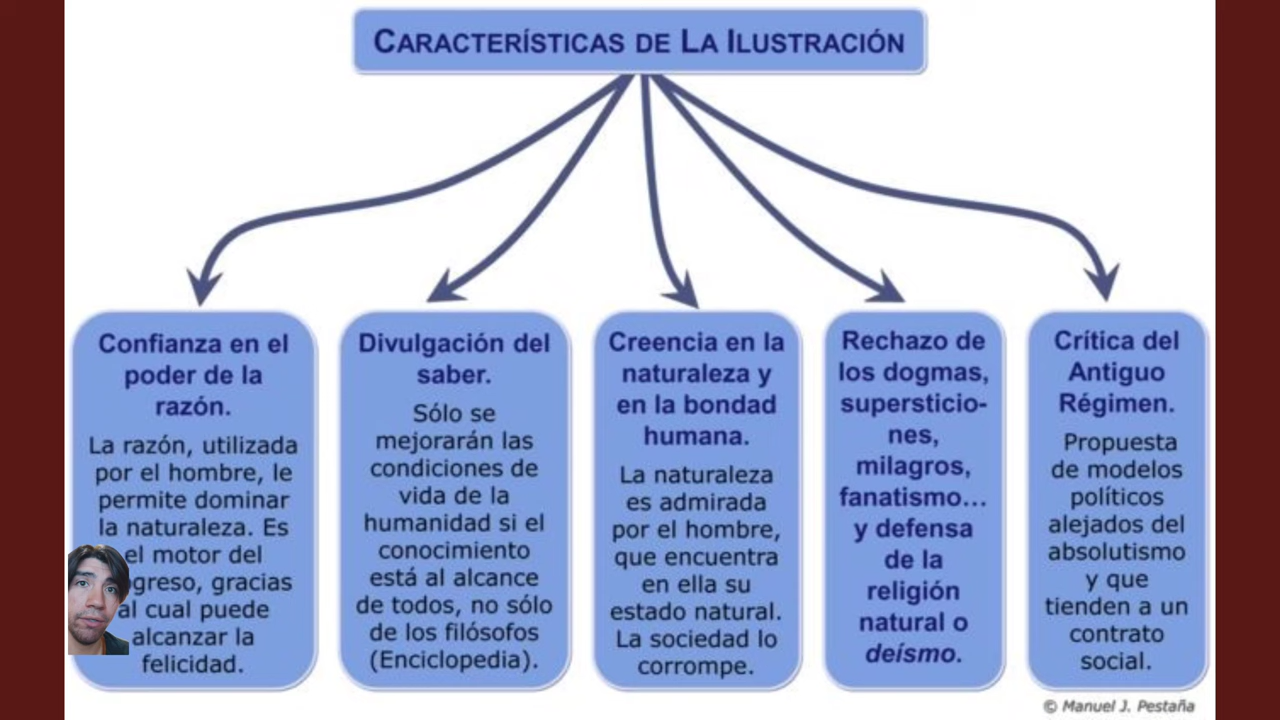 CARACTERÍSTICAS DE LA ILUSTRACIÓN
Confianza en el
poder de la
razón.
La razón, utilizada
por el hombre, le
permite dominar
la naturaleza. Es
el motor del
ogreso, gracias
al cual puede
alcanzar la
felicidad.
Divulgación del
saber.
Sólo se
mejorarán las
condiciones de
vida de la
humanidad si el
conocimiento
está al alcance
de todos, no sólo
de los filósofos
(Enciclopedia).
Creencia en la
naturaleza y
en la bondad
humana.
La naturaleza
es admirada
por el hombre,
que encuentra
en ella su
estado natural.
La sociedad lo
corrompe.
Rechazo de
los dogmas,
supersticio-
nes,
milagros,
fanatismo...
y defensa
de la
religión
natural o
deísmo.
Crítica del
Antiguo
Régimen.
Propuesta
de modelos
políticos
alejados del
absolutismo
y que
tienden a un
contrato
social.
© Manuel J. Pestaña